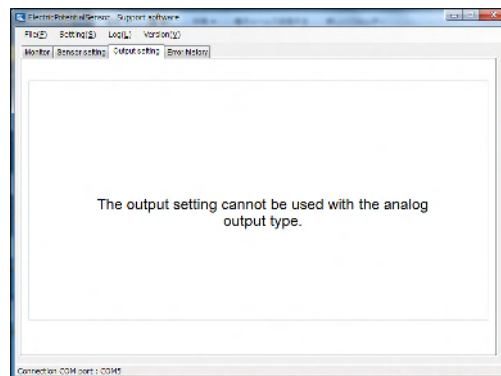 ElectricPotentialSensor Support software
File(F) Setting(S) Log(L) Version(V)
Monitor Sensor setting Output setting Error history
The output setting cannot be used with the analog
output type.
Connection COM port : COM5